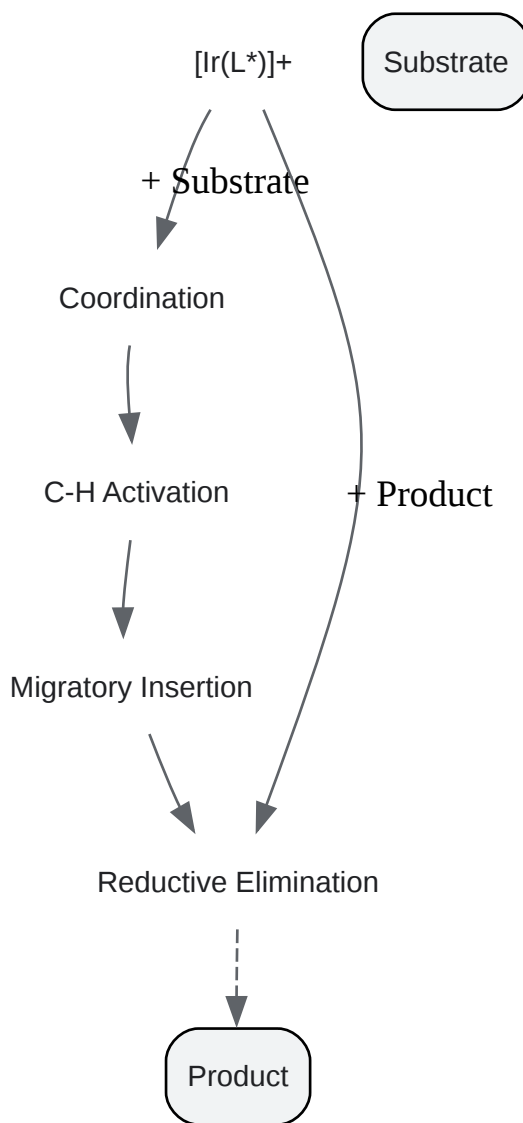 [Ir(L*)]+
Substrate
+ Substrate
Coordination
C-H Activation
+ Product
Migratory Insertion
Reductive Elimination
Product